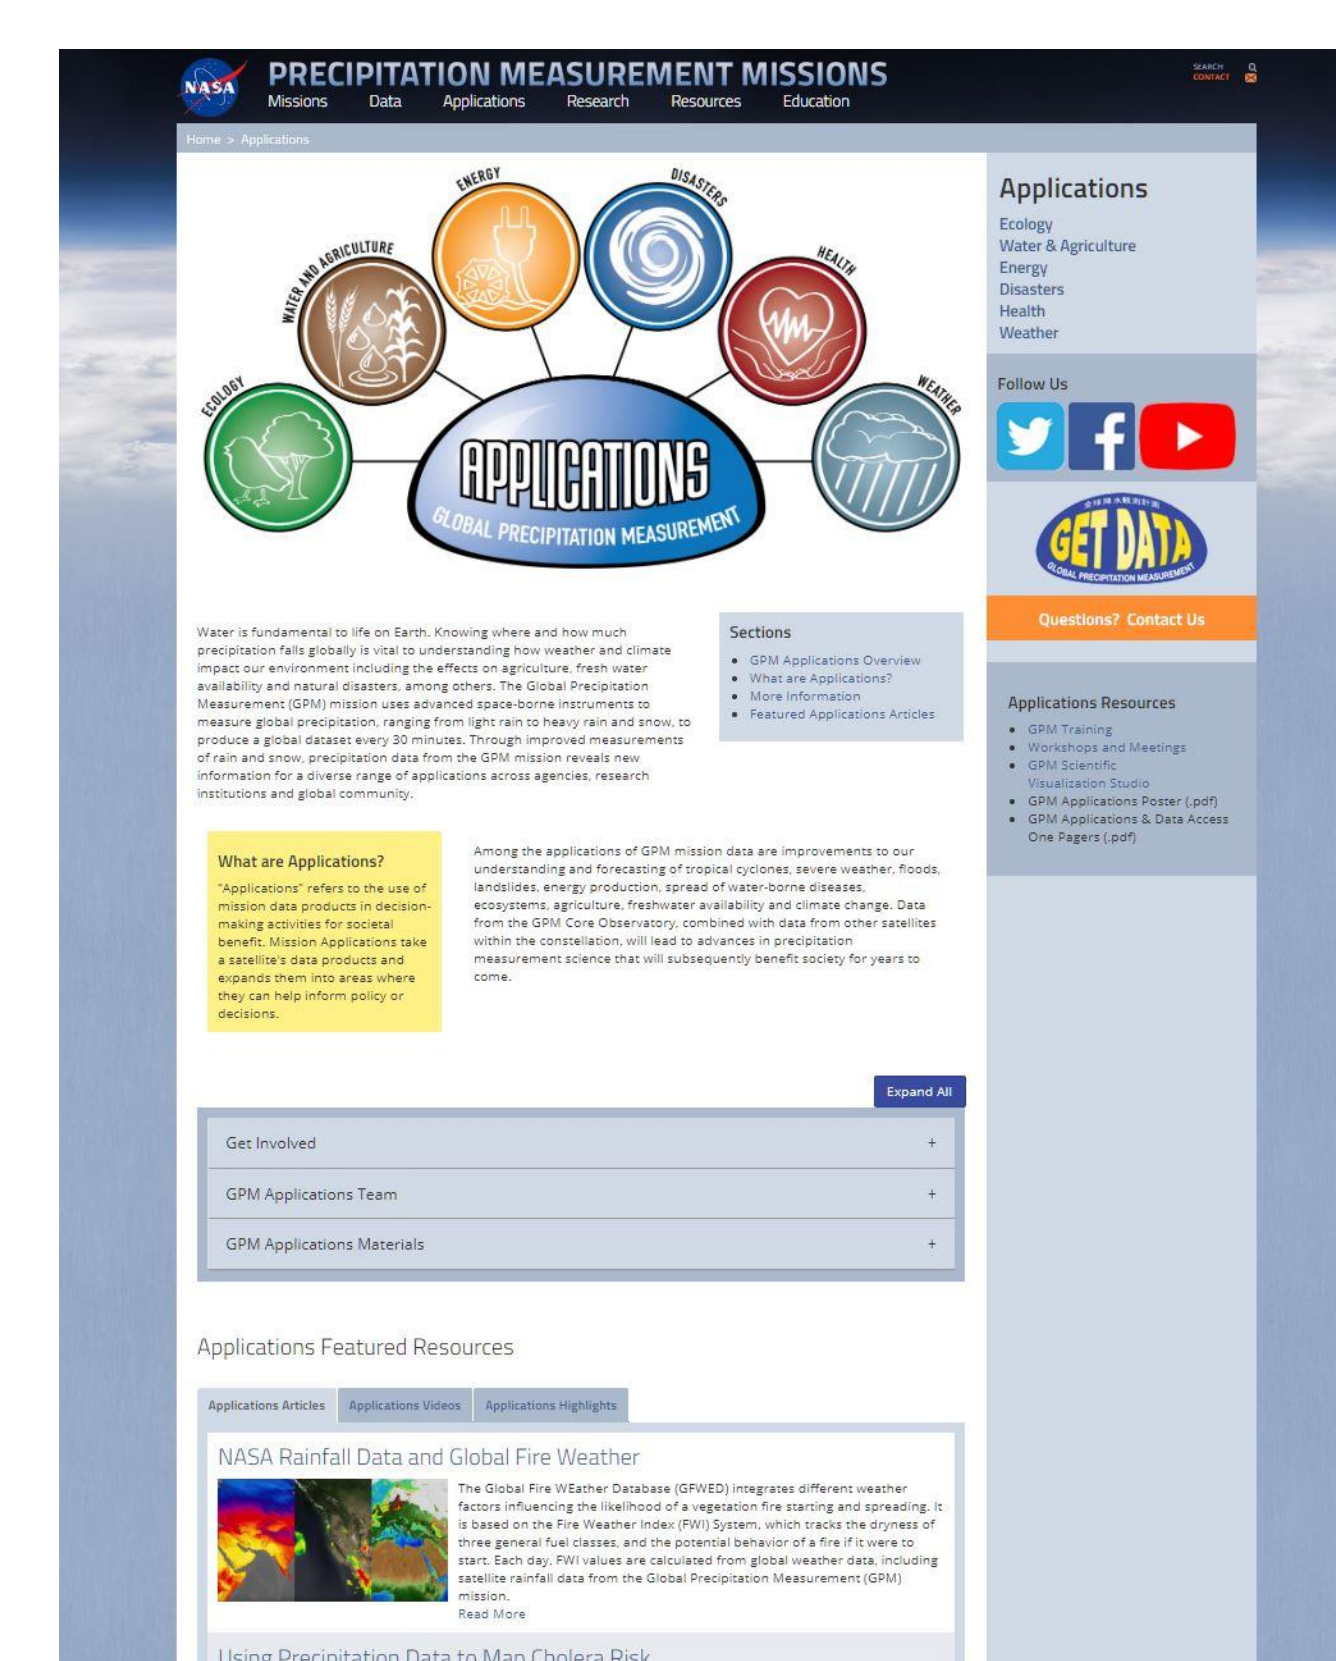 NASA
PRECIPITATION MEASUREMENT MISSIONS
SEARCH
CONTACT
Missions Data Applications Research Resources Education
Home > Applications
ECOLOGY
WATER AND AGRICULTURE
ENERGY
DISASTERS
HEALTH
WEATHER
APPLICATIONS
GLOBAL PRECIPITATION MEASUREMENT
Water is fundamental to life on Earth. Knowing where and how much
precipitation falls globally is vital to understanding how weather and climate
impact our environment including the effects on agriculture, fresh water
availability and natural disasters, among others. The Global Precipitation
Measurement (GPM) mission uses advanced space-borne instruments to
measure global precipitation, ranging from light rain to heavy rain and snow, to
produce a global dataset every 30 minutes. Through improved measurements
of rain and snow, precipitation data from the GPM mission reveals new
information for a diverse range of applications across agencies, research
institutions and global community.
Sections
GPM Applications Overview
What are Applications?
More Information
Featured Applications Articles
What are Applications?
"Applications" refers to the use of
mission data products in decision-
making activities for societal
benefit. Mission Applications take
a satellite's data products and
expands them into areas where
they can help inform policy or
decisions.
Among the applications of GPM mission data are improvements to our
understanding and forecasting of tropical cyclones, severe weather, floods,
landslides, energy production, spread of water-borne diseases,
ecosystems, agriculture, freshwater availability and climate change. Data
from the GPM Core Observatory, combined with data from other satellites
within the constellation, will lead to advances in precipitation
measurement science that will subsequently benefit society for years to
come.
Expand All
Get Involved +
GPM Applications Team +
GPM Applications Materials +
Applications Featured Resources
Applications Articles Applications Videos Applications Highlights
NASA Rainfall Data and Global Fire Weather
The Global Fire WEather Database (GFWED) integrates different weather
factors influencing the likelihood of a vegetation fire starting and spreading. It
is based on the Fire Weather Index (FWI) System, which tracks the dryness of
three general fuel classes, and the potential behavior of a fire if it were to
start. Each day, FWI values are calculated from global weather data, including
satellite rainfall data from the Global Precipitation Measurement (GPM)
mission.
Read More
Using Precipitation Data to Map Cholera Risk
Applications
Ecology
Water & Agriculture
Energy
Disasters
Health
Weather
Follow Us
GET DATA
GLOBAL PRECIPITATION MEASUREMENT
Questions? Contact Us
Applications Resources
GPM Training
Workshops and Meetings
GPM Scientific
Visualization Studio
GPM Applications Poster (.pdf)
GPM Applications & Data Access
One Pagers (.pdf)